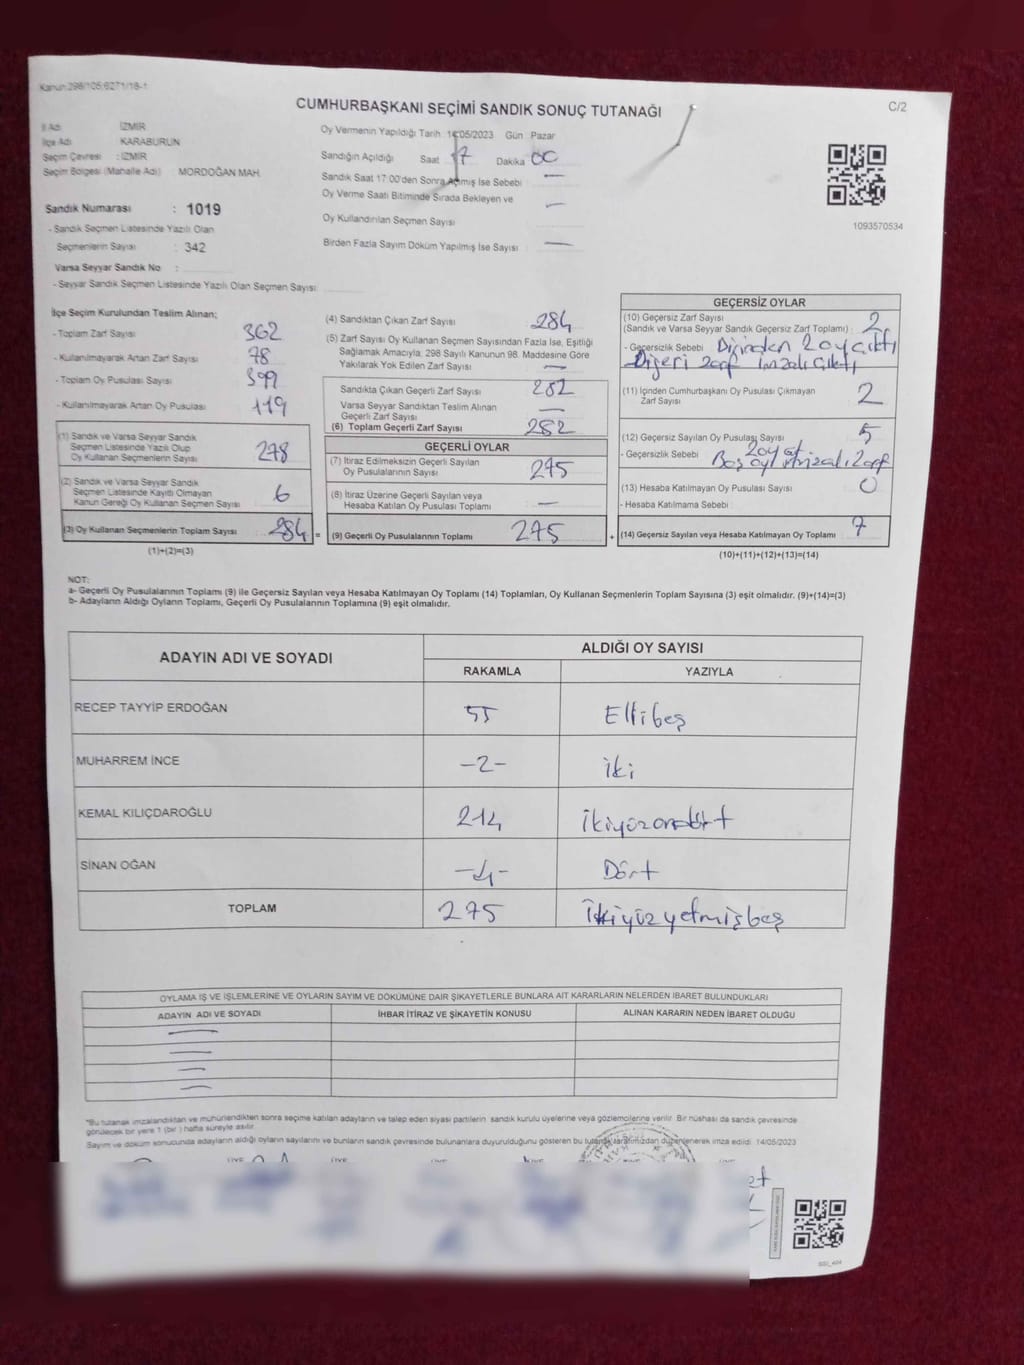 Kanun:298/105;6271/18-1
C/2
CUMHURBAŞKANI SEÇİMİ SANDIK SONUÇ TUTANAĞI
İl Adı : İZMİR
İlçe Adı : KARABURUN
Seçim Çevresi : İZMİR
Seçim Bölgesi (Mahalle Adı) : MORDOĞAN MAH.
Sandık Numarası : 1019
- Sandık Seçmen Listesinde Yazılı Olan
Seçmenlerin Sayısı : 342
Varsa Seyyar Sandık No :
- Seyyar Sandık Seçmen Listesinde Yazılı Olan Seçmen Sayısı:
Oy Vermenin Yapıldığı Tarih 14/05/2023 Gün Pazar
Sandığın Açıldığı Saat 17 Dakika 00
Sandık Saat 17:00'den Sonra Açılmış İse Sebebi —
Oy Verme Saati Bitiminde Sırada Bekleyen ve
Oy Kullandırılan Seçmen Sayısı —
Birden Fazla Sayım Döküm Yapılmış İse Sayısı —
1093570534
İlçe Seçim Kurulundan Teslim Alınan;
- Toplam Zarf Sayısı 362
- Kullanılmayarak Artan Zarf Sayısı 78
- Toplam Oy Pusulası Sayısı 399
- Kullanılmayarak Artan Oy Pusulası 119
(1) Sandık ve Varsa Seyyar Sandık
Seçmen Listesinde Yazılı Olup
Oy Kullanan Seçmenlerin Sayısı 278
(2) Sandık ve Varsa Seyyar Sandık
Seçmen Listesinde Kayıtlı Olmayan
Kanun Gereği Oy Kullanan Seçmen Sayısı 6
(3) Oy Kullanan Seçmenlerin Toplam Sayısı 284 =
(1)+(2)=(3)
(4) Sandıktan Çıkan Zarf Sayısı 284
(5) Zarf Sayısı Oy Kullanan Seçmen Sayısından Fazla İse, Eşitliği
Sağlamak Amacıyla, 298 Sayılı Kanunun 98. Maddesine Göre
Yakılarak Yok Edilen Zarf Sayısı —
Sandıkta Çıkan Geçerli Zarf Sayısı 282
Varsa Seyyar Sandıktan Teslim Alınan
Geçerli Zarf Sayısı —
(6) Toplam Geçerli Zarf Sayısı 282
GEÇERLİ OYLAR
(7) İtiraz Edilmeksizin Geçerli Sayılan
Oy Pusulalarının Sayısı 275
(8) İtiraz Üzerine Geçerli Sayılan veya
Hesaba Katılan Oy Pusulası Toplamı —
(9) Geçerli Oy Pusulalarının Toplamı 275 +
GEÇERSİZ OYLAR
(10) Geçersiz Zarf Sayısı
(Sandık ve Varsa Seyyar Sandık Geçersiz Zarf Toplamı) : 2
- Geçersizlik Sebebi Birinden 2 oy çıktı
Diğeri zarf imzalı çıktı
(11) İçinden Cumhurbaşkanı Oy Pusulası Çıkmayan
Zarf Sayısı 2
(12) Geçersiz Sayılan Oy Pusulası Sayısı 5
- Geçersizlik Sebebi
(13) Hesaba Katılmayan Oy Pusulası Sayısı 0
- Hesaba Katılmama Sebebi
(14) Geçersiz Sayılan veya Hesaba Katılmayan Oy Toplamı 7
(10)+(11)+(12)+(13)=(14)
NOT:
a- Geçerli Oy Pusulalarının Toplamı (9) ile Geçersiz Sayılan veya Hesaba Katılmayan Oy Toplamı (14) Toplamları, Oy Kullanan Seçmenlerin Toplam Sayısına (3) eşit olmalıdır. (9)+(14)=(3)
b- Adayların Aldığı Oyların Toplamı, Geçerli Oy Pusulalarının Toplamına (9) eşit olmalıdır.
ADAYIN ADI VE SOYADI
ALDIĞI OY SAYISI
RAKAMLA YAZIYLA
RECEP TAYYİP ERDOĞAN 55 Elli beş
MUHARREM İNCE -2- iki
KEMAL KILIÇDAROĞLU 214 ikiyüzondört
SİNAN OĞAN -4- Dört
TOPLAM 275 İkiyüzyetmişbeş
OYLAMA İŞ VE İŞLEMLERİNE VE OYLARIN SAYIM VE DÖKÜMÜNE DAİR ŞİKAYETLERLE BUNLARA AİT KARARLARIN NELERDEN İBARET BULUNDUKLARI
ADAYIN ADI VE SOYADI İHBAR İTİRAZ VE ŞİKAYETİN KONUSU ALINAN KARARIN NEDEN İBARET OLDUĞU
*Bu tutanak imzalandıktan ve mühürlendikten sonra seçime katılan adayların ve talep eden siyasi partilerin sandık kurulu üyelerine veya gözlemcilerine verilir. Bir nüshası da sandık çevresinde
görülecek bir yere 1 (bir ) hafta süreyle asılır.
Sayım ve döküm sonucunda adayların aldığı oyların sayılarını ve bunların sandık çevresinde bulunanlara duyurulduğunu gösteren bu tutanak tarafımızdan düzenlenerek imza edildi. 14/05/2023